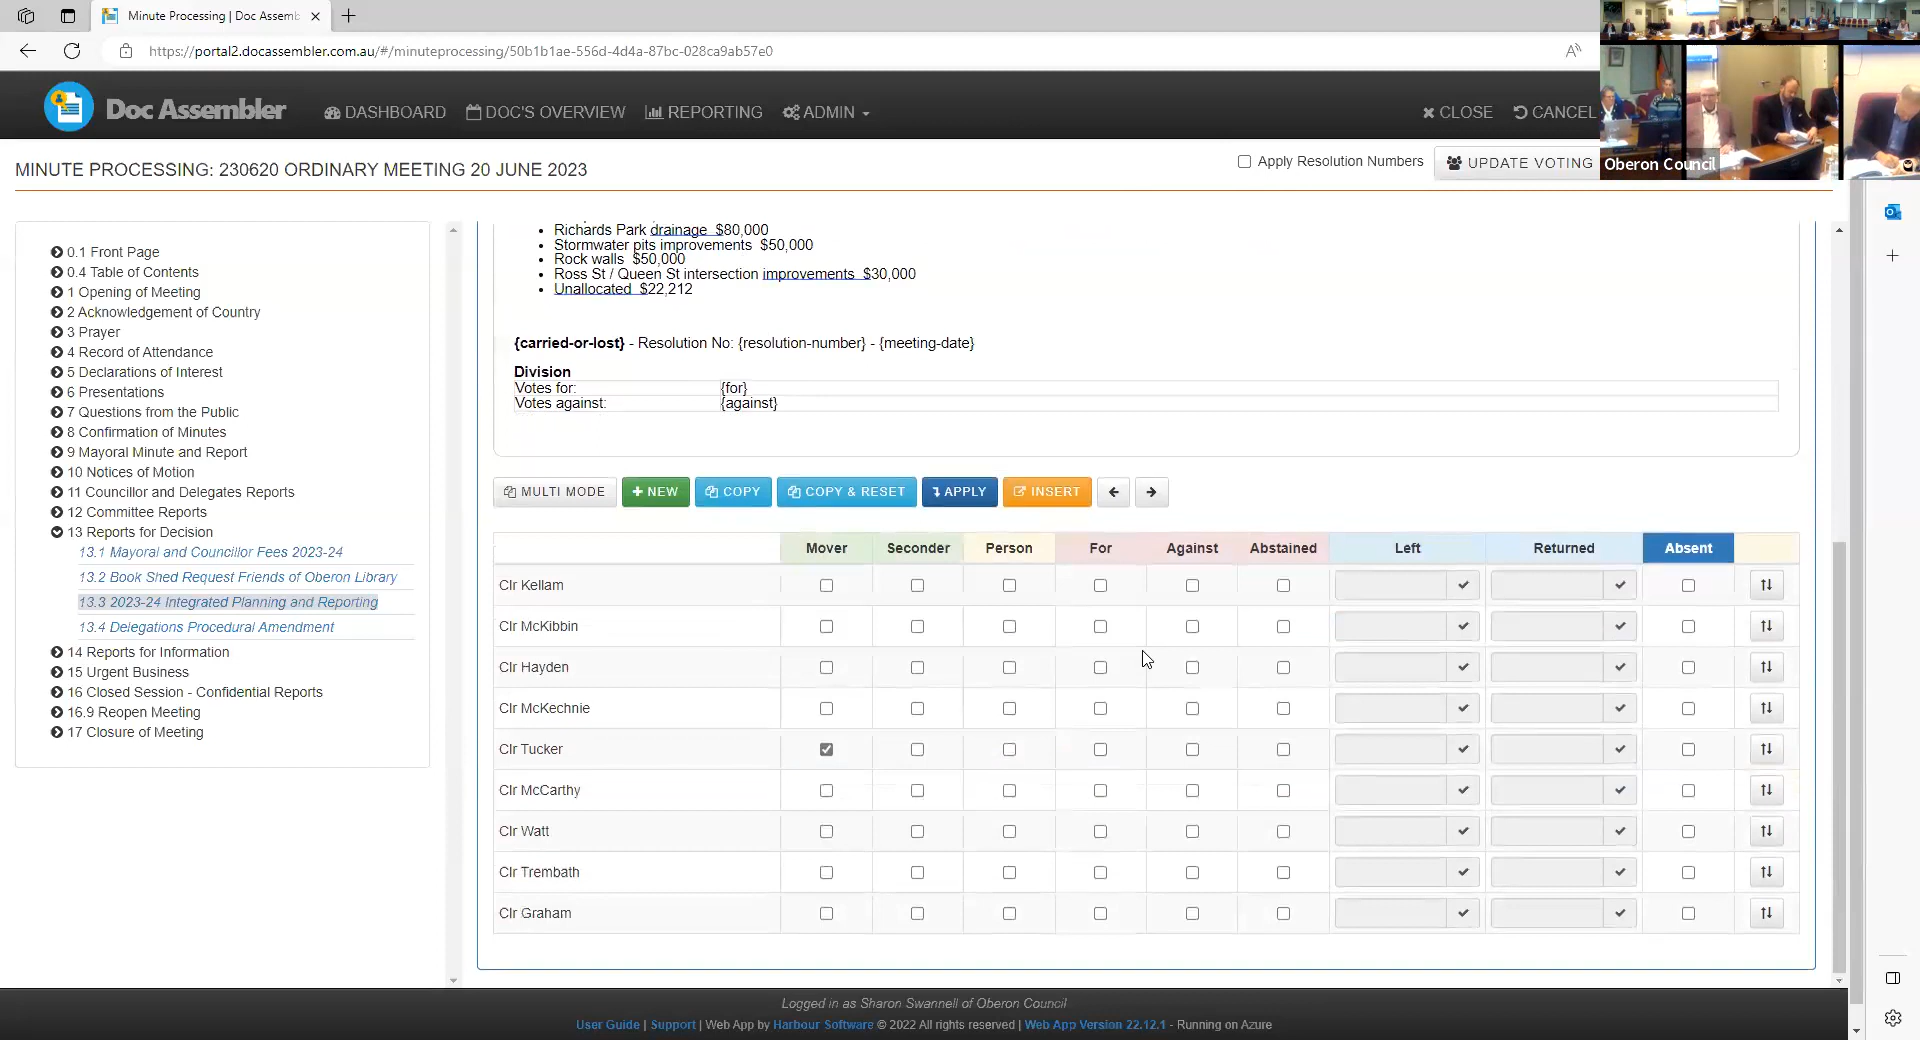 Minute Processing | Doc Assemb
https://portal2.docassembler.com.au/#/minuteprocessing/50b1b1ae-556d-4d4a-87bc-028ca9ab57e0
Doc Assembler
DASHBOARD
DOC'S OVERVIEW
REPORTING
ADMIN
CLOSE
CANCEL
Oberon Council
MINUTE PROCESSING: 230620 ORDINARY MEETING 20 JUNE 2023
Apply Resolution Numbers
UPDATE VOTING
0.1 Front Page
0.4 Table of Contents
1 Opening of Meeting
2 Acknowledgement of Country
3 Prayer
4 Record of Attendance
5 Declarations of Interest
6 Presentations
7 Questions from the Public
8 Confirmation of Minutes
9 Mayoral Minute and Report
10 Notices of Motion
11 Councillor and Delegates Reports
12 Committee Reports
13 Reports for Decision
13.1 Mayoral and Councillor Fees 2023-24
13.2 Book Shed Request Friends of Oberon Library
13.3 2023-24 Integrated Planning and Reporting
13.4 Delegations Procedural Amendment
14 Reports for Information
15 Urgent Business
16 Closed Session - Confidential Reports
16.9 Reopen Meeting
17 Closure of Meeting
• Richards Park drainage $80,000
• Stormwater pits improvements $50,000
• Rock walls $50,000
• Ross St / Queen St intersection improvements $30,000
• Unallocated $22,212
{carried-or-lost} - Resolution No: {resolution-number} - {meeting-date}
Division
Votes for: {for}
Votes against: {against}
MULTI MODE
NEW
COPY
COPY & RESET
APPLY
INSERT
Mover Seconder Person For Against Abstained Left Returned Absent
Clr Kellam
Clr McKibbin
Clr Hayden
Clr McKechnie
Clr Tucker
Clr McCarthy
Clr Watt
Clr Trembath
Clr Graham
Logged in as Sharon Swannell of Oberon Council
User Guide | Support | Web App by Harbour Software © 2022 All rights reserved | Web App Version 22.12.1 - Running on Azure